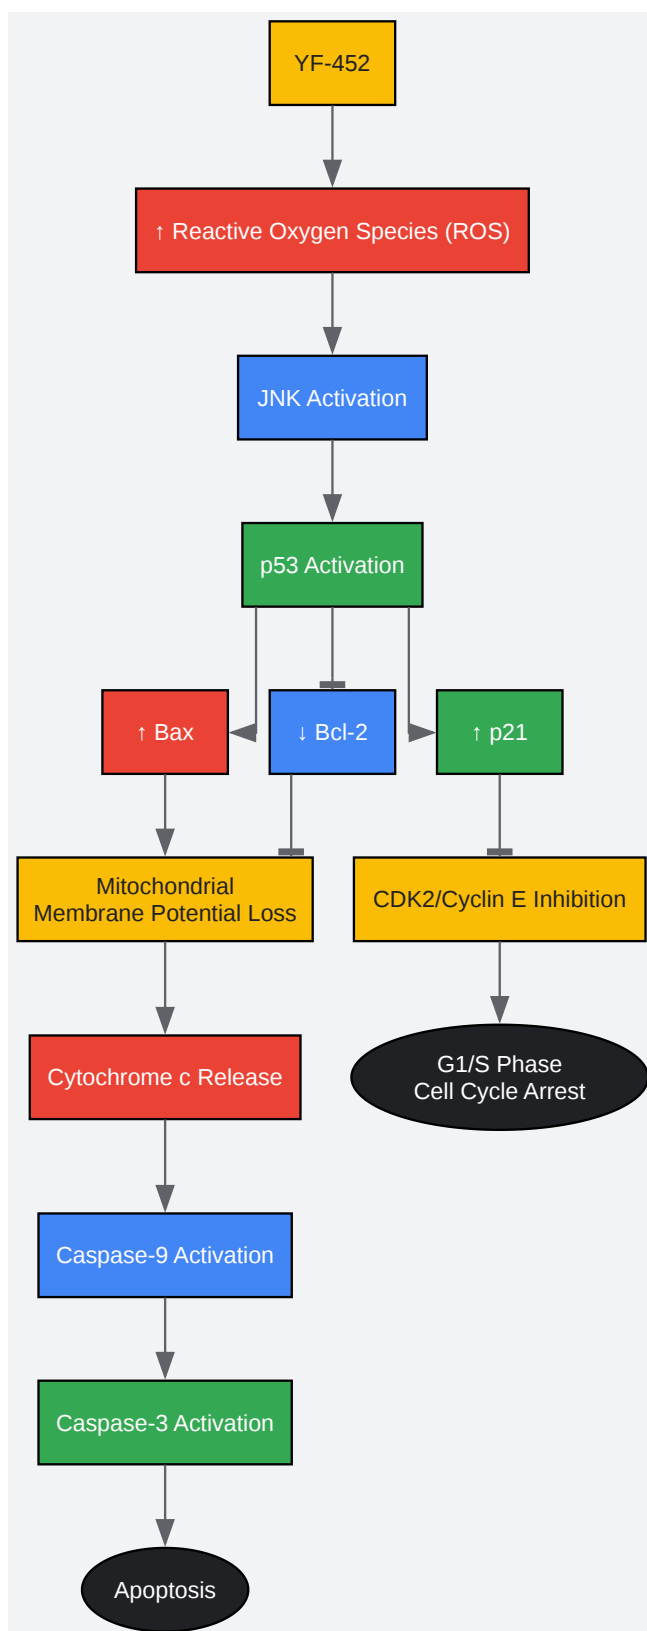 YF-452
↑ Reactive Oxygen Species (ROS)
JNK Activation
p53 Activation
↑ Bax
↓ Bcl-2
↑ p21
Mitochondrial
Membrane Potential Loss
CDK2/Cyclin E Inhibition
Cytochrome c Release
G1/S Phase
Cell Cycle Arrest
Caspase-9 Activation
Caspase-3 Activation
Apoptosis